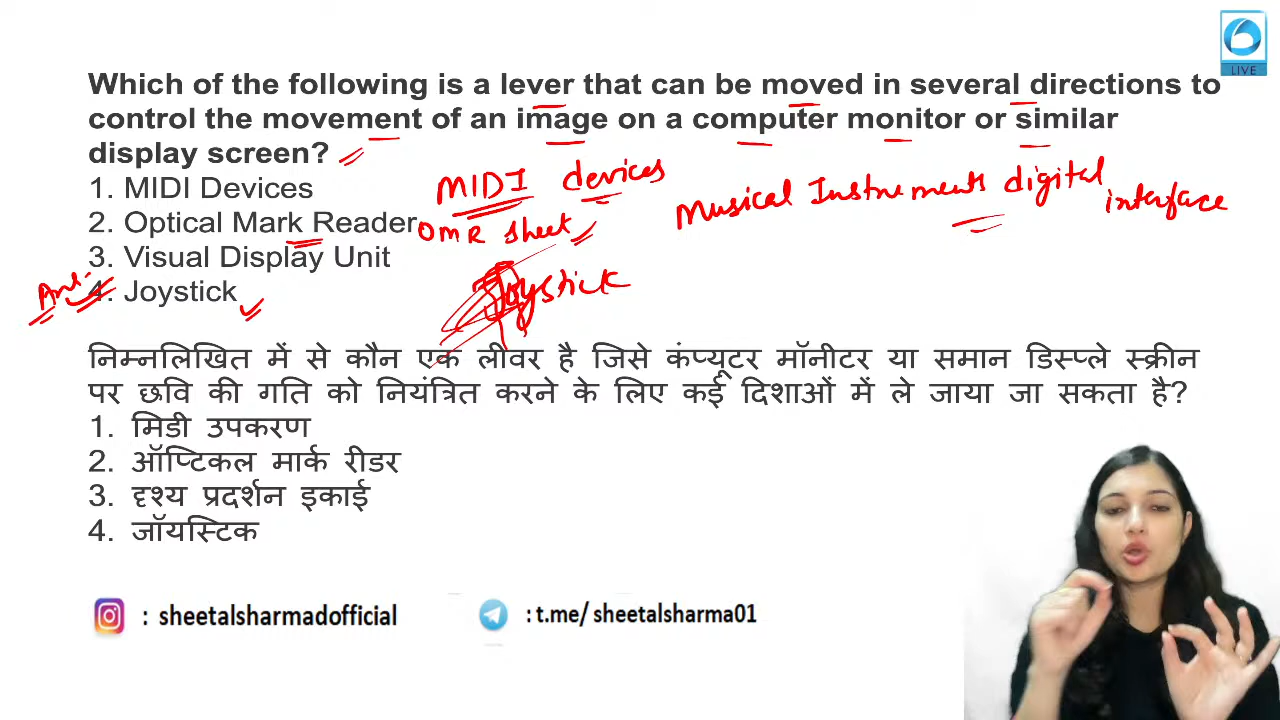 LIVE
Which of the following is a lever that can be moved in several directions to
control the movement of an image on a computer monitor or similar
display screen?
1. MIDI Devices
2. Optical Mark Reader
3. Visual Display Unit
4. Joystick
MIDI devices
Musical Instruments digital interface
OMR sheet
Joystick
Ans
निम्नलिखित में से कौन एक लीवर है जिसे कंप्यूटर मॉनीटर या समान डिस्प्ले स्क्रीन
पर छवि की गति को नियंत्रित करने के लिए कई दिशाओं में ले जाया जा सकता है?
1. मिडी उपकरण
2. ऑप्टिकल मार्क रीडर
3. दृश्य प्रदर्शन इकाई
4. जॉयस्टिक
: sheetalsharmadofficial
: t.me/ sheetalsharma01